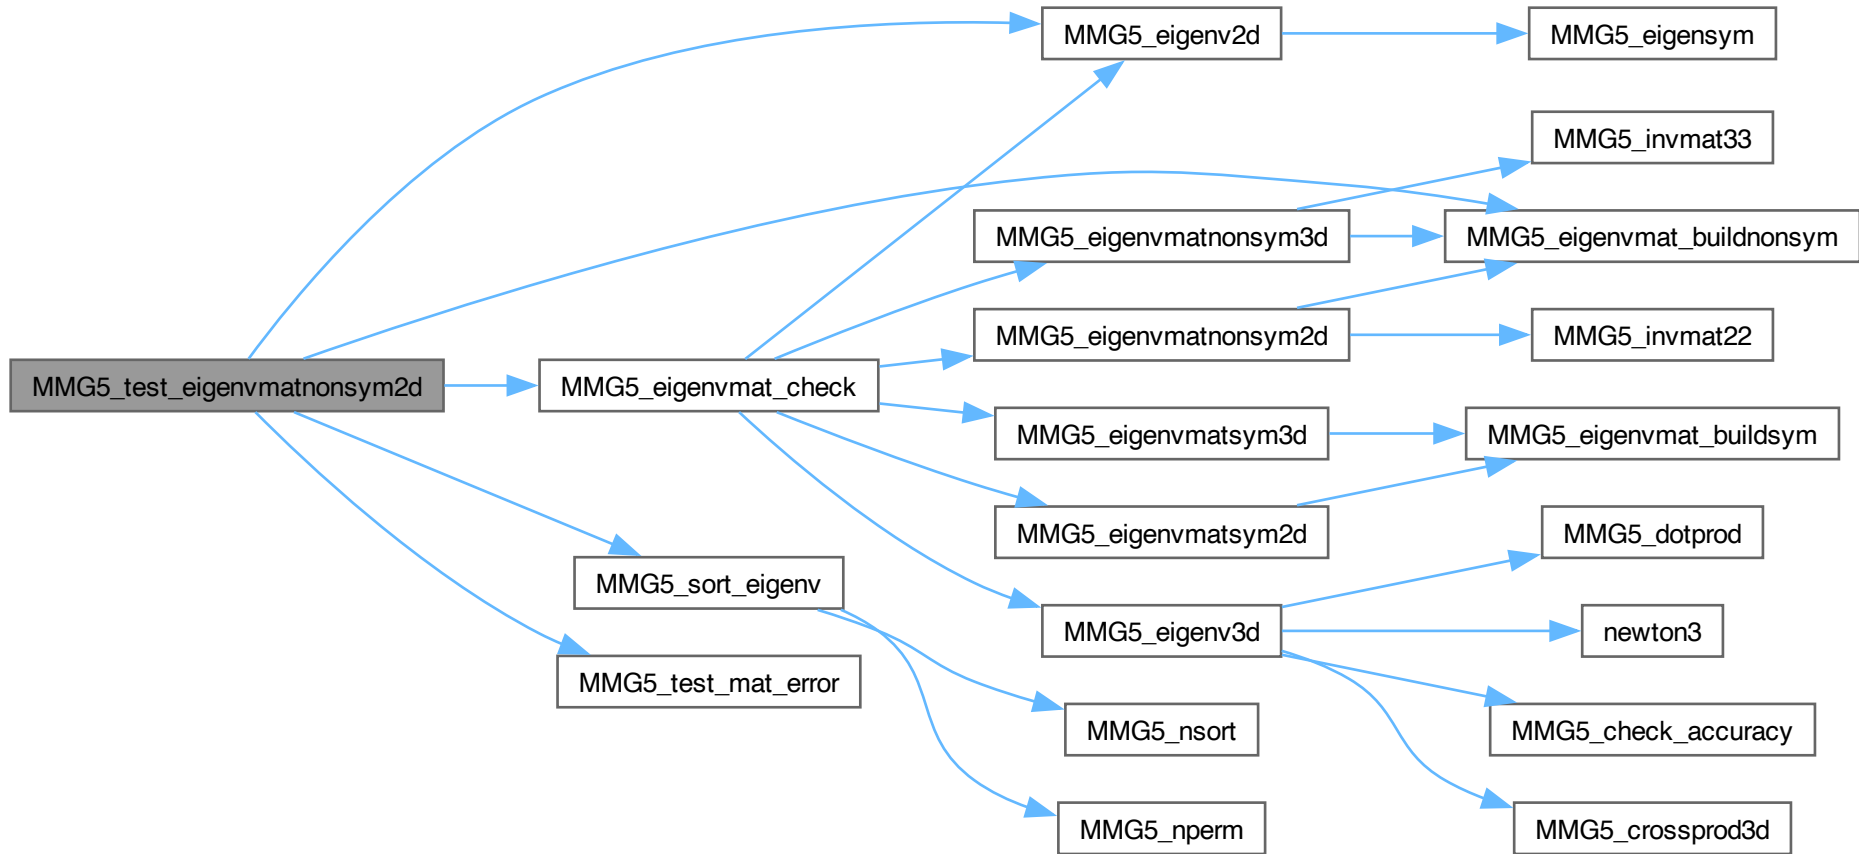 MMG5_eigenv2d
MMG5_eigensym
MMG5_invmat33
MMG5_eigenvmatnonsym3d
MMG5_eigenvmat_buildnonsym
MMG5_eigenvmatnonsym2d
MMG5_invmat22
MMG5_test_eigenvmatnonsym2d
MMG5_eigenvmat_check
MMG5_eigenvmatsym3d
MMG5_eigenvmat_buildsym
MMG5_eigenvmatsym2d
MMG5_dotprod
MMG5_sort_eigenv
MMG5_eigenv3d
newton3
MMG5_test_mat_error
MMG5_nsort
MMG5_check_accuracy
MMG5_nperm
MMG5_crossprod3d